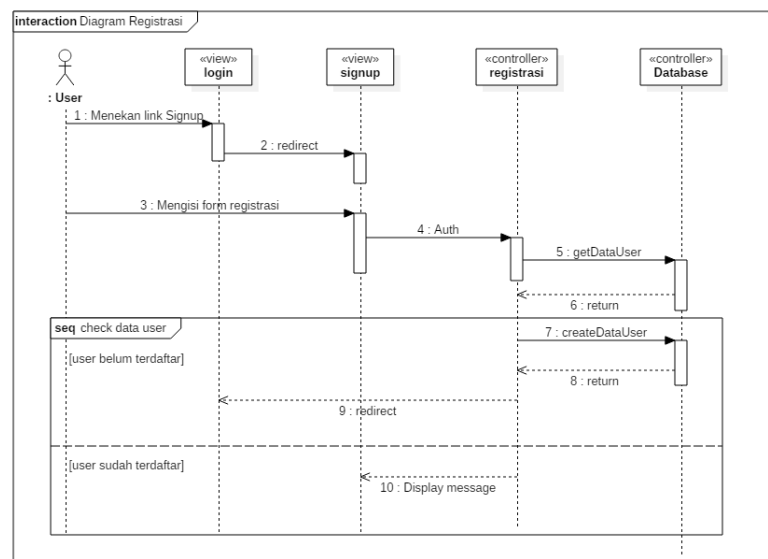 interaction Diagram Registrasi
«view»
login
«view»
signup
«controller»
registrasi
«controller»
Database
: User
1 : Menekan link Signup
2 : redirect
3 : Mengisi form registrasi
4 : Auth
5 : getDataUser
6 : return
seq check data user
7 : createDataUser
[user belum terdaftar]
8 : return
9 : redirect
[user sudah terdaftar]
10 : Display message